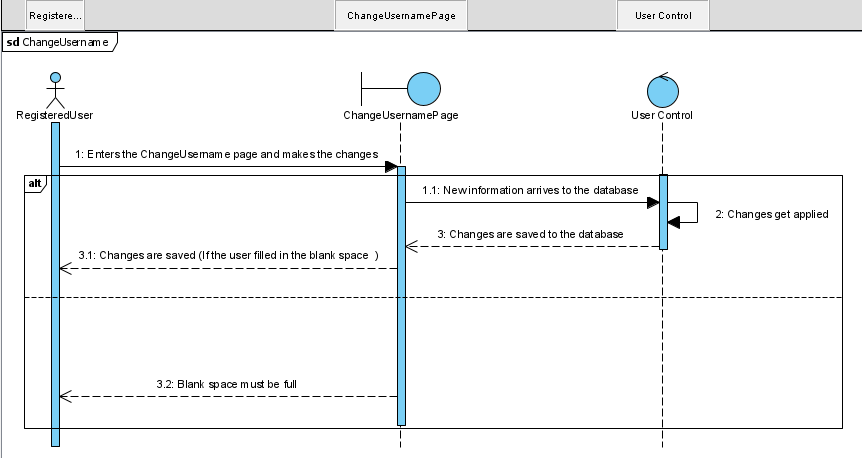 Registere...
ChangeUsernamePage
User Control
sd ChangeUsername
RegisteredUser
ChangeUsernamePage
User Control
1: Enters the ChangeUsername page and makes the changes
alt
1.1: New information arrives to the database
2: Changes get applied
3: Changes are saved to the database
3.1: Changes are saved (If the user filled in the blank space )
3.2: Blank space must be full